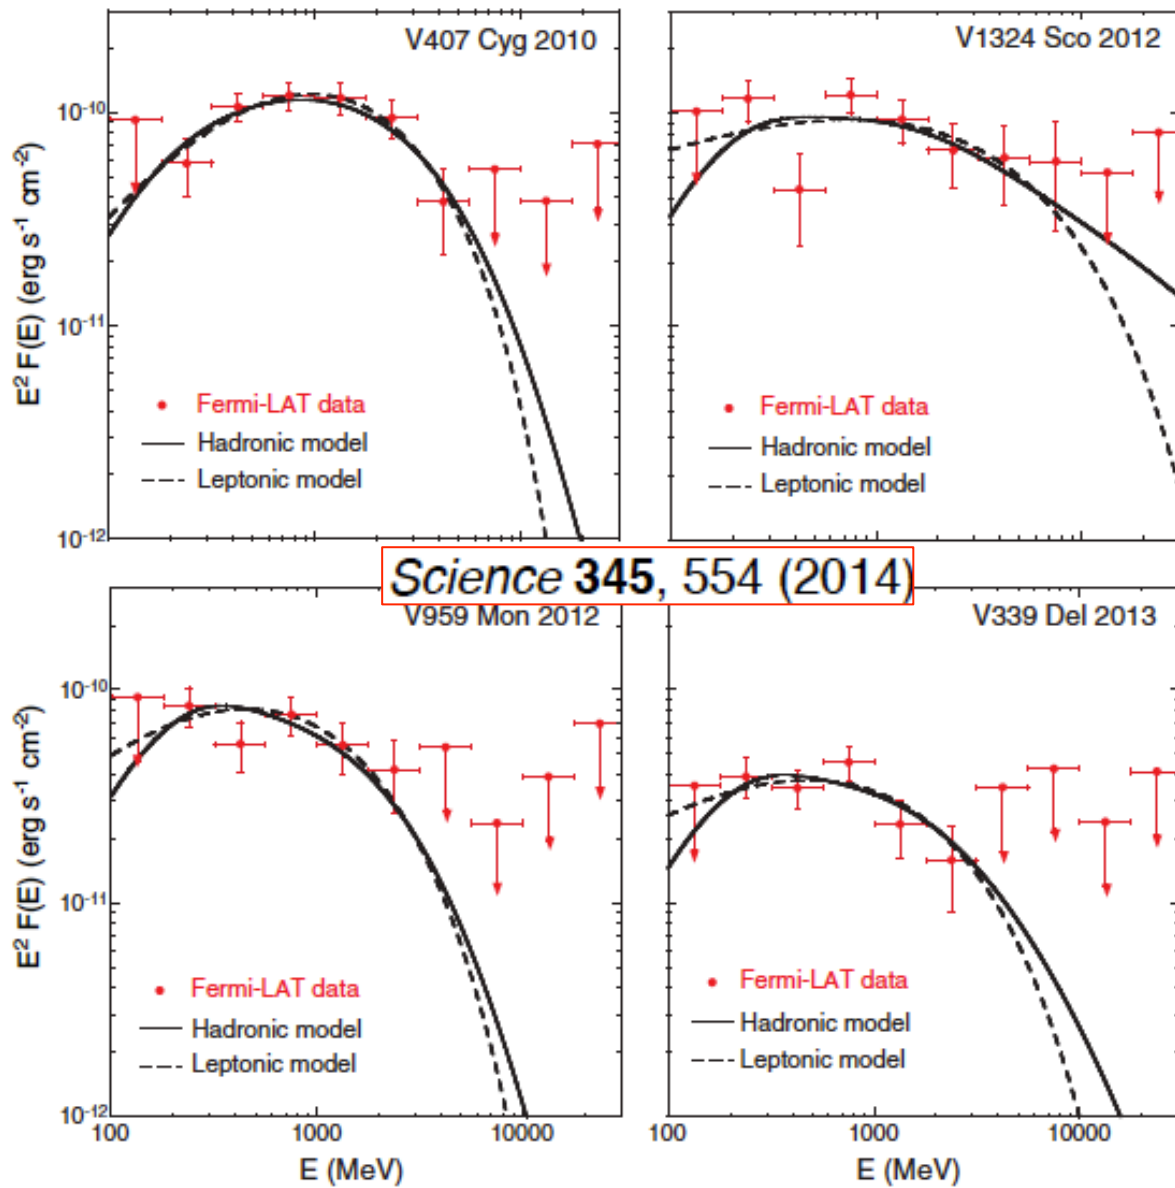 V407 Cyg 2010
E² F(E) (erg s⁻¹ cm⁻²)
10⁻¹⁰
10⁻¹¹
10⁻¹²
Fermi-LAT data
Hadronic model
Leptonic model
V1324 Sco 2012
Fermi-LAT data
Hadronic model
Leptonic model
Science 345, 554 (2014)
V959 Mon 2012
E² F(E) (erg s⁻¹ cm⁻²)
10⁻¹⁰
10⁻¹¹
10⁻¹²
Fermi-LAT data
Hadronic model
Leptonic model
100 1000 10000
E (MeV)
V339 Del 2013
Fermi-LAT data
Hadronic model
Leptonic model
100 1000 10000
E (MeV)